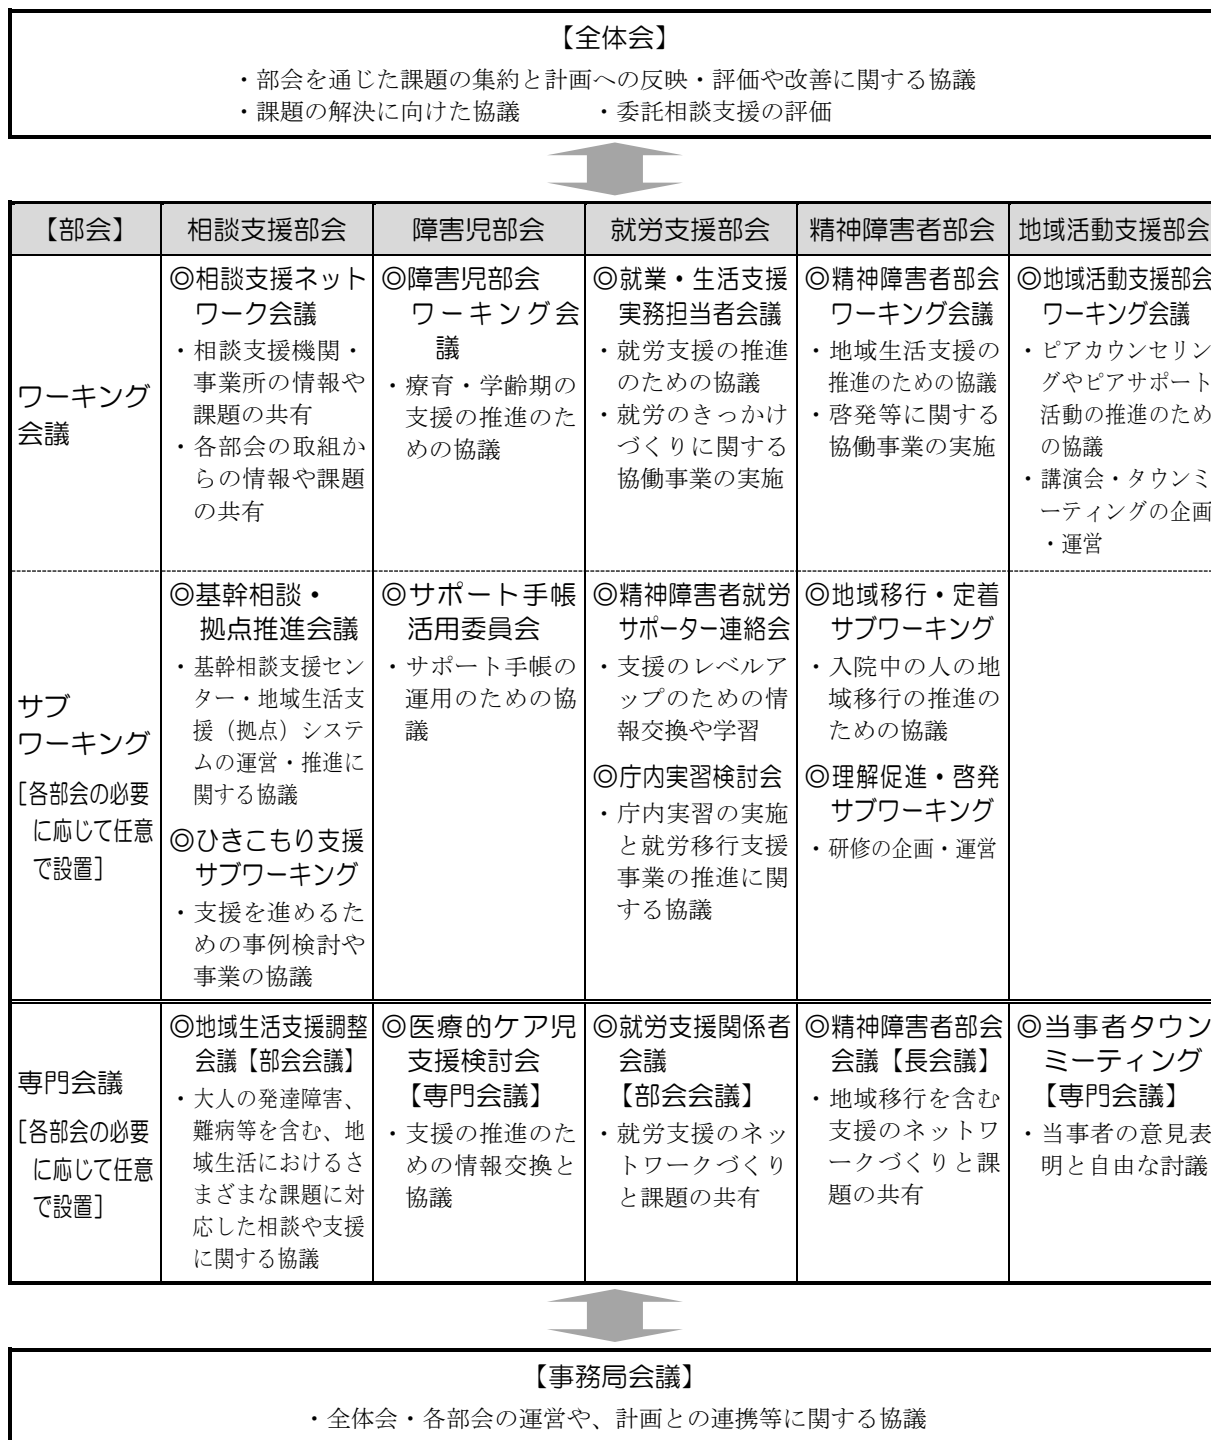 【全体会】
・部会を通じた課題の集約と計画への反映・評価や改善に関する協議
・課題の解決に向けた協議　　・委託相談支援の評価
【部会】
相談支援部会
障害児部会
就労支援部会
精神障害者部会
地域活動支援部会
ワーキング
会議
◎相談支援ネット
ワーク会議
・相談支援機関・
事業所の情報や
課題の共有
・各部会の取組か
らの情報や課題
の共有
◎障害児部会
ワーキング会
議
・療育・学齢期の
支援の推進のた
めの協議
◎就業・生活支援
実務担当者会議
・就労支援の推進
のための協議
・就労のきっかけ
づくりに関する
協働事業の実施
◎精神障害者部会
ワーキング会議
・地域生活支援の
推進のための協議
・啓発等に関する
協働事業の実施
◎地域活動支援部会
ワーキング会議
・ピアカウンセリン
グやピアサポート
活動の推進のため
の協議
・講演会・タウンミ
ーティングの企画
・運営
サブ
ワーキング
［各部会の必要
に応じて任意
で設置］
◎基幹相談・
拠点推進会議
・基幹相談支援セン
ター・地域生活支
援（拠点）システ
ムの運営・推進に
関する協議
◎ひきこもり支援
サブワーキング
・支援を進めるた
めの事例検討や
事業の協議
◎サポート手帳
活用委員会
・サポート手帳の
運用のための協
議
◎精神障害者就労
サポーター連絡会
・支援のレベルア
ップのための情
報交換や学習
◎庁内実習検討会
・庁内実習の実施
と就労移行支援
事業の推進に関
する協議
◎地域移行・定着
サブワーキング
・入院中の人の地
域移行の推進の
ための協議
◎理解促進・啓発
サブワーキング
・研修の企画・運営
専門会議
［各部会の必要
に応じて任意
で設置］
◎地域生活支援調整
会議【部会会議】
・大人の発達障害、
難病等を含む、地
域生活におけるさ
まざまな課題に対
応した相談や支援
に関する協議
◎医療的ケア児
支援検討会
【専門会議】
・支援の推進のた
めの情報交換と
協議
◎就労支援関係者
会議
【部会会議】
・就労支援のネッ
トワークづくり
と課題の共有
◎精神障害者部会
会議【長会議】
・地域移行を含む
支援のネットワ
ークづくりと課
題の共有
◎当事者タウン
ミーティング
【専門会議】
・当事者の意見表
明と自由な討議
【事務局会議】
・全体会・各部会の運営や、計画との連携等に関する協議